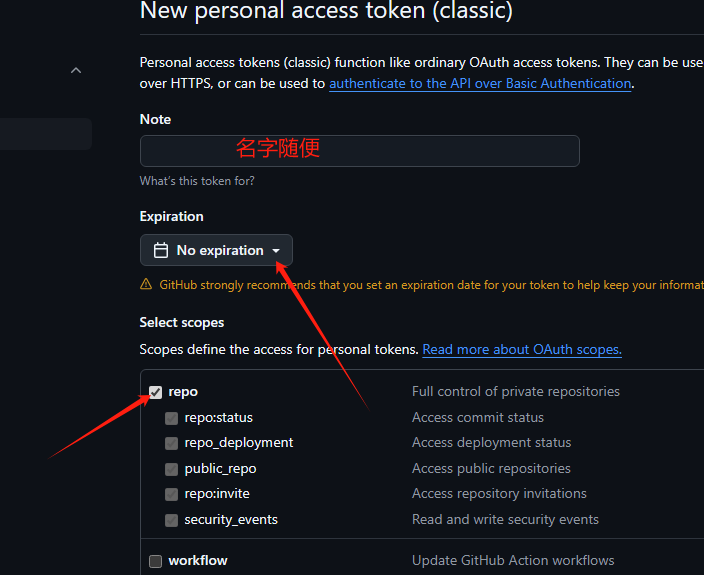 New personal access token (classic)
Personal access tokens (classic) function like ordinary OAuth access tokens. They can be use
over HTTPS, or can be used to authenticate to the API over Basic Authentication.
Note
名字随便
What's this token for?
Expiration
No expiration
GitHub strongly recommends that you set an expiration date for your token to help keep your informat
Select scopes
Scopes define the access for personal tokens. Read more about OAuth scopes.
repo Full control of private repositories
repo:status Access commit status
repo_deployment Access deployment status
public_repo Access public repositories
repo:invite Access repository invitations
security_events Read and write security events
workflow Update GitHub Action workflows